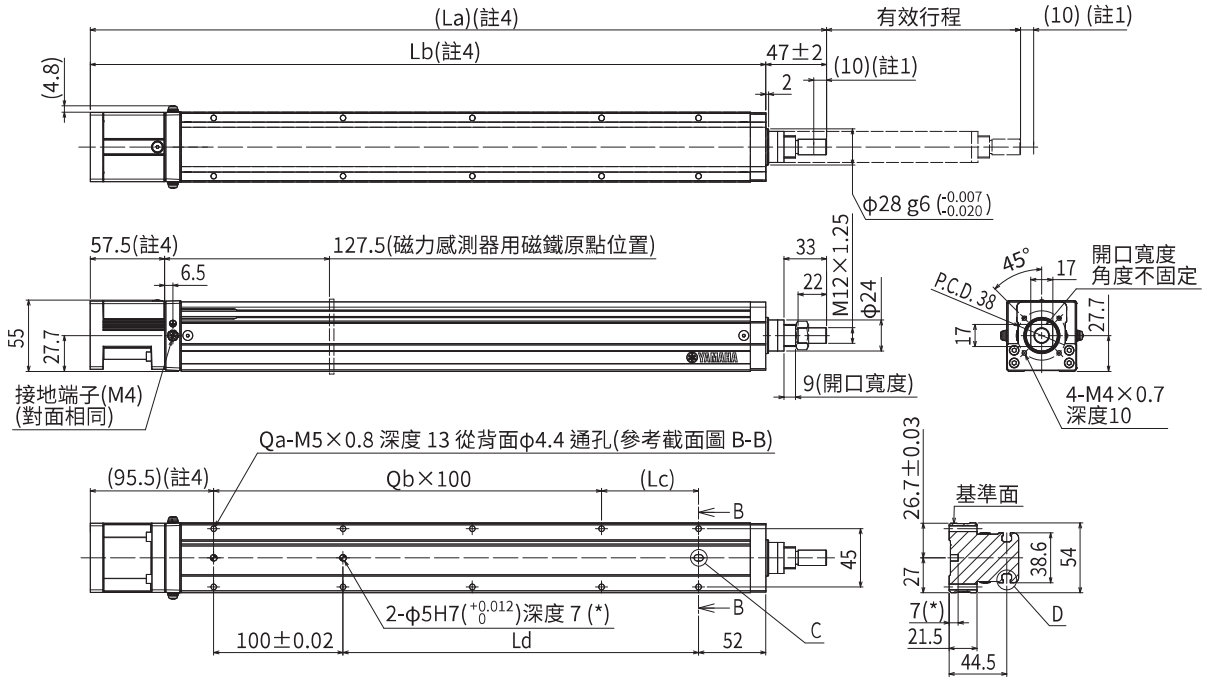 (La)(註4)
有效行程
(10) (註1)
Lb(註4)
47±2
(10)(註1)
(4.8)
2
φ28 g6 (-0.007 -0.020)
57.5(註4)
127.5(磁力感測器用磁鐵原點位置)
6.5
33
22
M12×1.25
φ24
55
27.7
接地端子(M4)
(對面相同)
YAMAHA
9(開口寬度)
45°
17
開口寬度
角度不固定
P.C.D. 38
17
27.7
4-M4×0.7
深度10
Qa-M5×0.8 深度 13 從背面φ4.4 通孔(參考截面圖 B-B)
(95.5)(註4)
Qb×100
(Lc)
B
45
B
2-φ5H7(+0.012 0)深度 7 (*)
C
100±0.02
Ld
52
26.7±0.03
基準面
27
38.6
54
7(*)
D
21.5
44.5